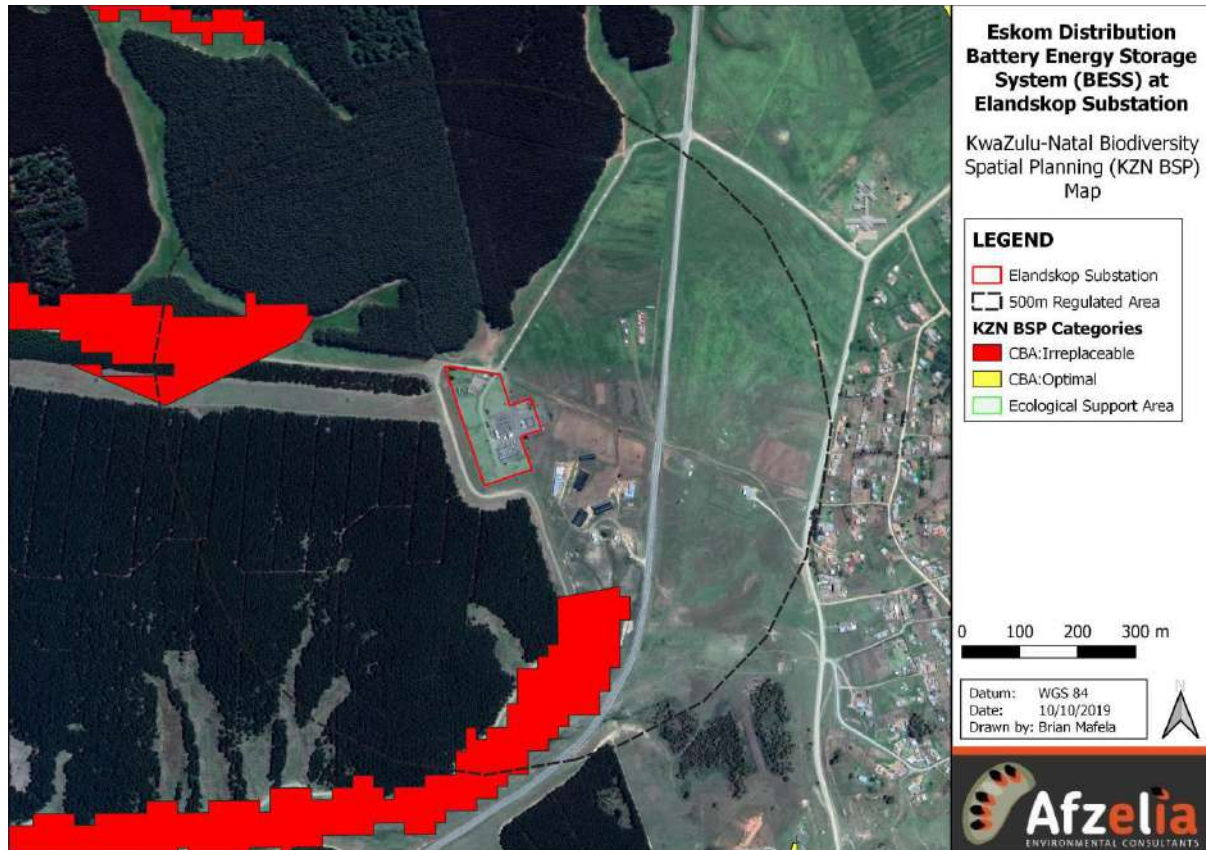 Eskom Distribution
Battery Energy Storage
System (BESS) at
Elandskop Substation
KwaZulu-Natal Biodiversity
Spatial Planning (KZN BSP)
Map
LEGEND
Elandskop Substation
500m Regulated Area
KZN BSP Categories
CBA:Irreplaceable
CBA:Optimal
Ecological Support Area
0 100 200 300 m
Datum: WGS 84
Date: 10/10/2019
Drawn by: Brian Mafela
N
Afzelia
ENVIRONMENTAL CONSULTANTS